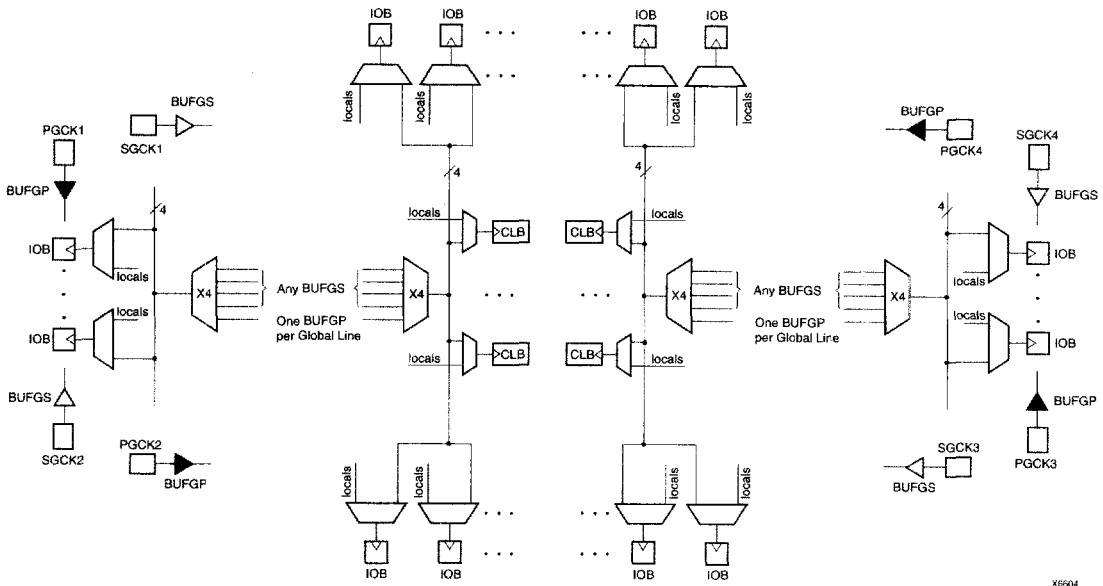 IOB IOB IOB IOB
locals locals locals locals
BUFGS
PGCK1
SGCK1
BUFGP
SGCK4
PGCK4
BUFGP
BUFGS
4 4 4 4
locals CLB CLB locals
IOB locals
locals IOB
X4 Any BUFGS X4 X4 Any BUFGS X4
One BUFGP
per Global Line
One BUFGP
per Global Line
IOB locals
locals IOB
locals CLB CLB locals
BUFGS
BUFGP
SGCK2
PGCK2
BUFGP
SGCK3
BUFGS
PGCK3
locals locals locals locals
IOB IOB IOB IOB
X6604